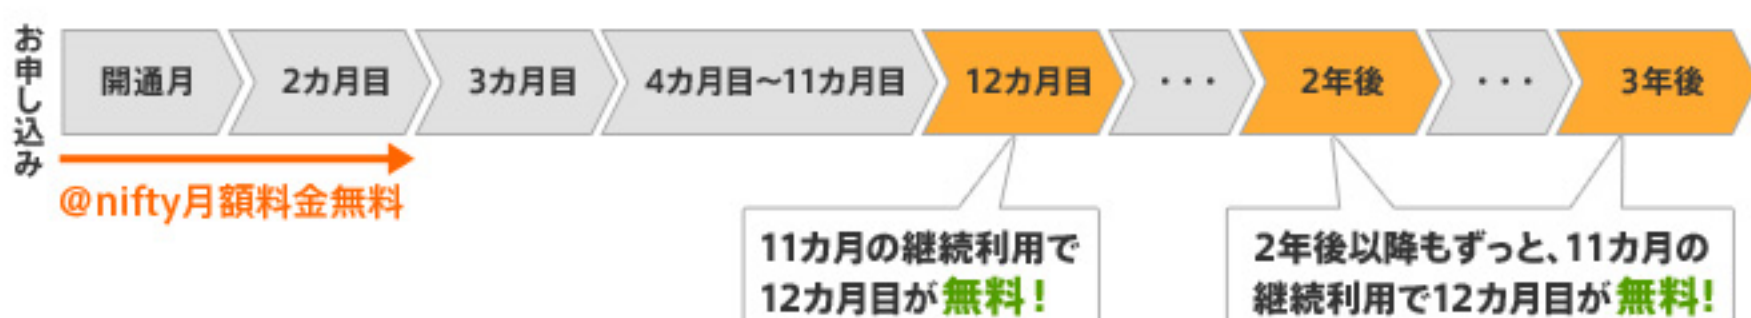 お申し込み
開通月
2カ月目
3カ月目
4カ月目〜11カ月目
12カ月目
・・・
2年後
・・・
3年後
@nifty月額料金無料
11カ月の継続利用で
12カ月目が無料！
2年後以降もずっと、11カ月の
継続利用で12カ月目が無料!